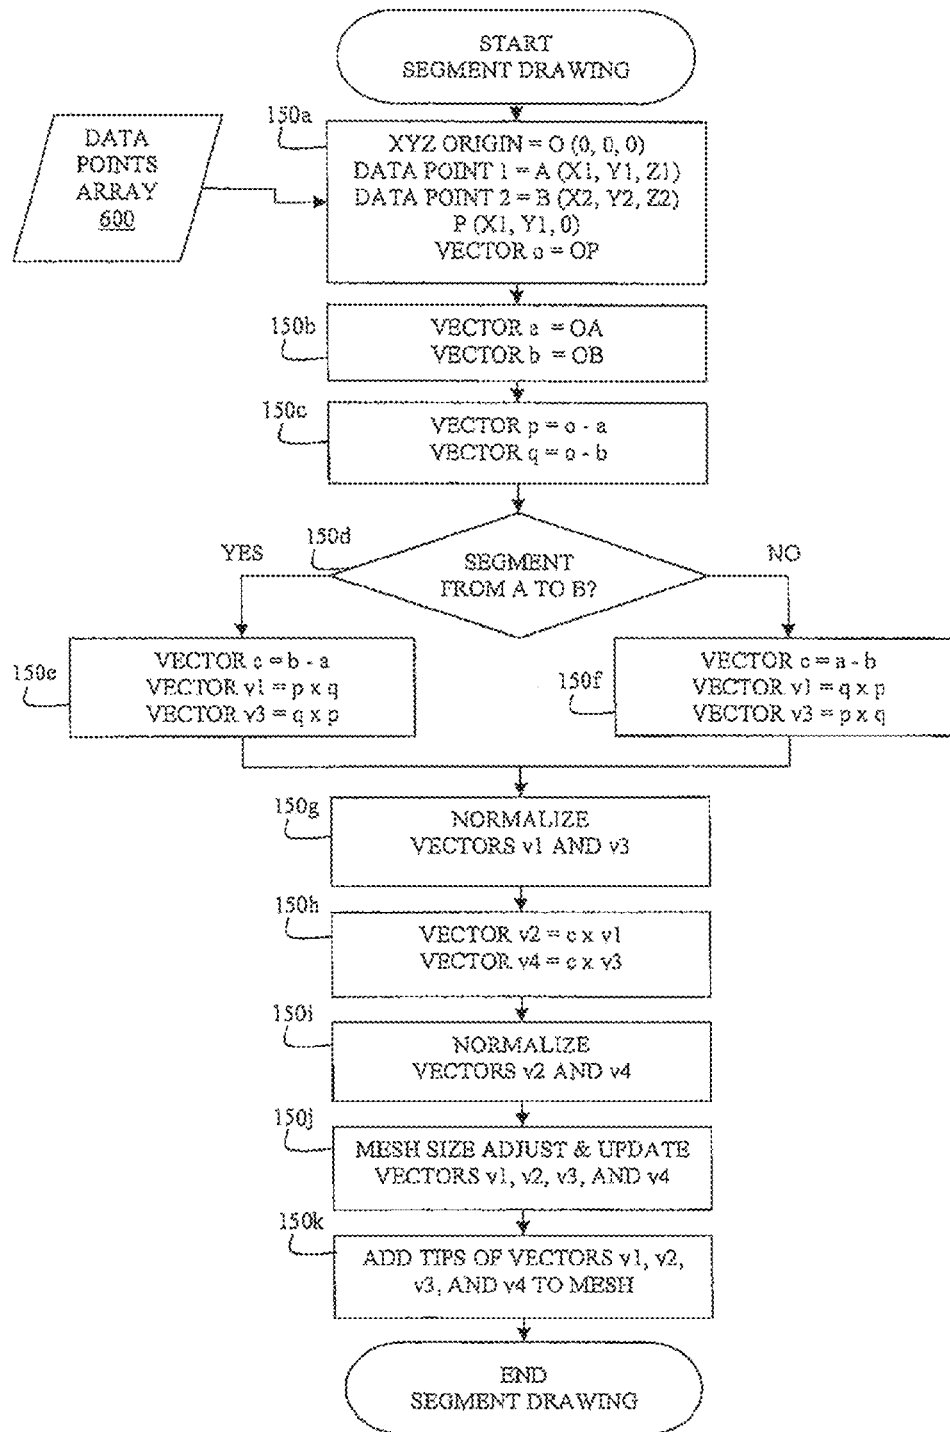 START
SEGMENT DRAWING
150a
DATA
POINTS
ARRAY
600
XYZ ORIGIN = O (0, 0, 0)
DATA POINT 1 = A (X1, Y1, Z1)
DATA POINT 2 = B (X2, Y2, Z2)
P (X1, Y1, 0)
VECTOR o = OP
150b
VECTOR a = OA
VECTOR b = OB
150c
VECTOR p = o - a
VECTOR q = o - b
150d
YES
NO
SEGMENT
FROM A TO B?
150e
VECTOR c = b - a
VECTOR v1 = p x q
VECTOR v3 = q x p
150f
VECTOR c = a - b
VECTOR v1 = q x p
VECTOR v3 = p x q
150g
NORMALIZE
VECTORS v1 AND v3
150h
VECTOR v2 = c x v1
VECTOR v4 = c x v3
150i
NORMALIZE
VECTORS v2 AND v4
150j
MESH SIZE ADJUST & UPDATE
VECTORS v1, v2, v3, AND v4
150k
ADD TIPS OF VECTORS v1, v2,
v3, AND v4 TO MESH
END
SEGMENT DRAWING